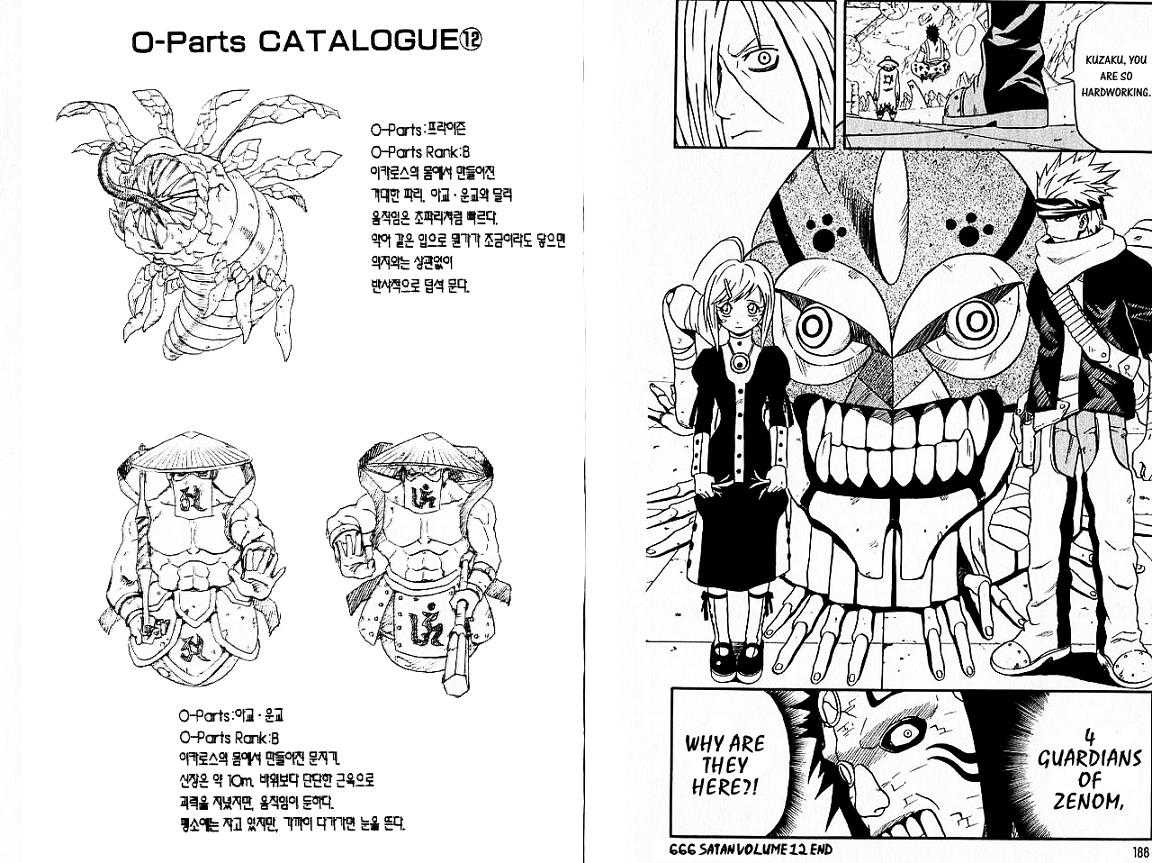 O-Parts CATALOGUE⑫
O-Parts:프라이즌
O-Parts Rank:B
이카로스의 몸에서 만들어진
거대한 파리. 아교·운교와 달리
움직임은 초파리처럼 빠르다.
악어 같은 입으로 뭔가가 조금이라도 닿으면
의지와는 상관없이
반사적으로 덥석 문다.
O-Parts:아교·운교
O-Parts Rank:B
이카로스의 몸에서 만들어진 문지기.
신장은 약 10m. 바위보다 단단한 근육으로
괴력을 지녔지만, 움직임이 둔하다.
평소에는 자고 있지만, 가까이 다가가면 눈을 뜬다.
KUZAKU, YOU
ARE SO
HARDWORKING.
4
GUARDIANS
OF
ZENOM,
WHY ARE
THEY
HERE?!
666 SATAN VOLUME 12 END
188